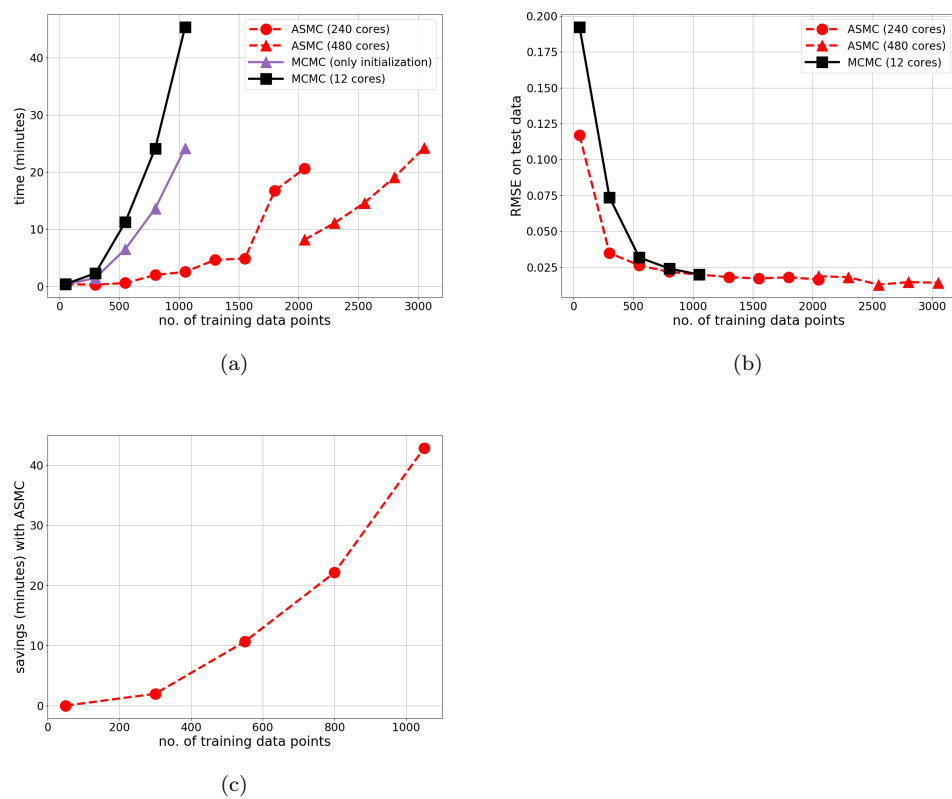 ASMC (240 cores)
ASMC (480 cores)
MCMC (only initialization)
MCMC (12 cores)
time (minutes)
40
30
20
10
0
0 500 1000 1500 2000 2500 3000
no. of training data points
(a)
ASMC (240 cores)
ASMC (480 cores)
MCMC (12 cores)
RMSE on test data
0.200
0.175
0.150
0.125
0.100
0.075
0.050
0.025
0 500 1000 1500 2000 2500 3000
no. of training data points
(b)
savings (minutes) with ASMC
40
30
20
10
0
0 200 400 600 800 1000
no. of training data points
(c)